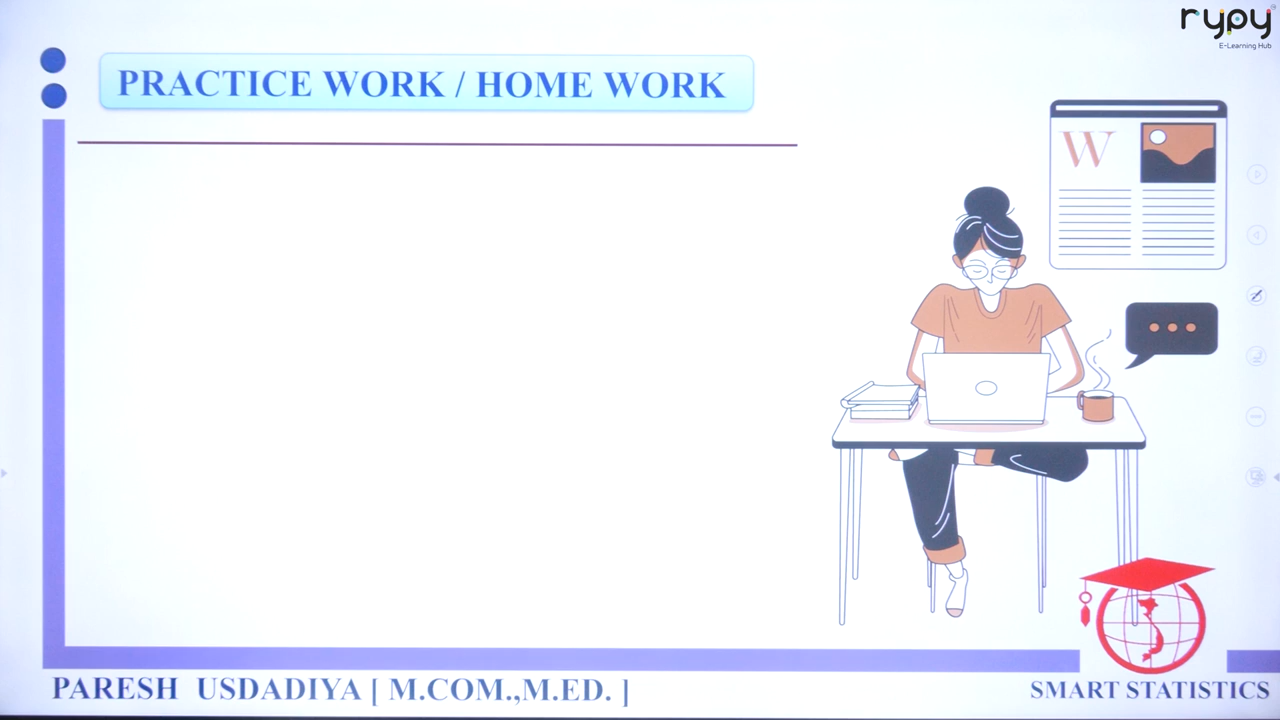 rypy
E-Learning Hub
PRACTICE WORK / HOME WORK
W
PARESH USDADIYA [ M.COM.,M.ED. ]
SMART STATISTICS